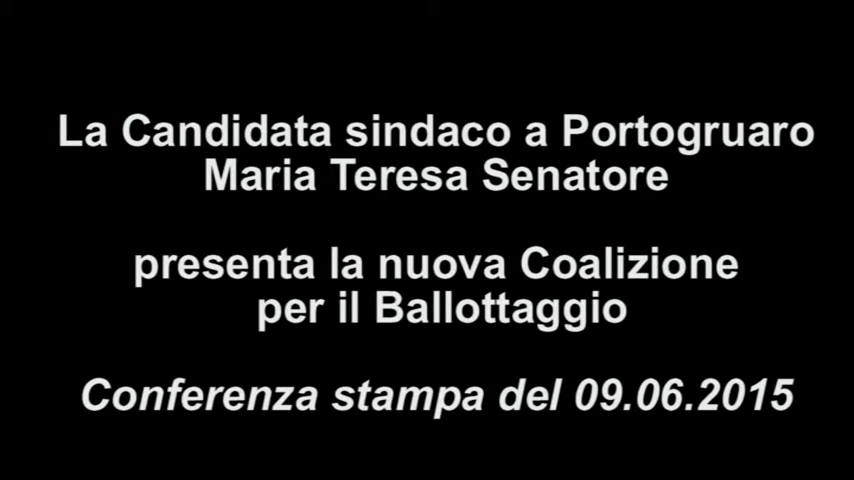 La Candidata sindaco a Portogruaro
Maria Teresa Senatore
presenta la nuova Coalizione
per il Ballottaggio
Conferenza stampa del 09.06.2015